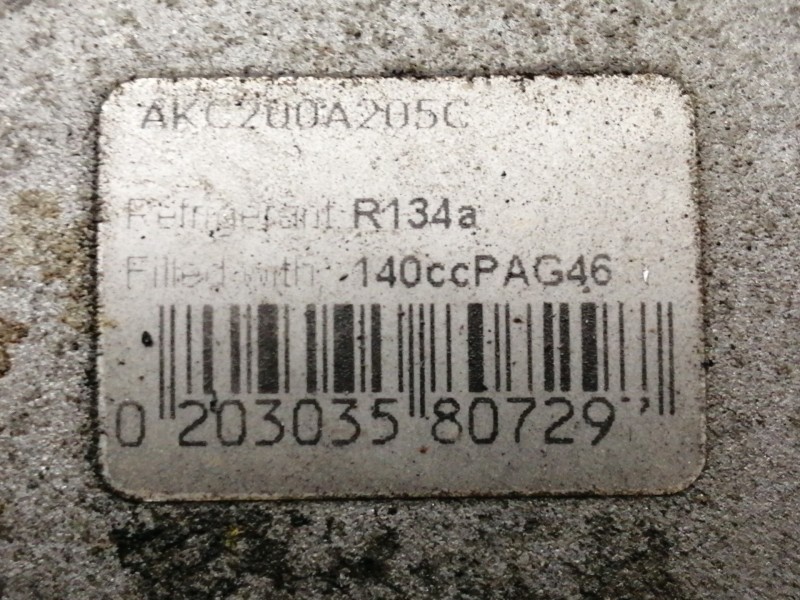 AKC200A205C
Refrigerant: R134a
Filled with: 140ccPAG46
0 203035 80729